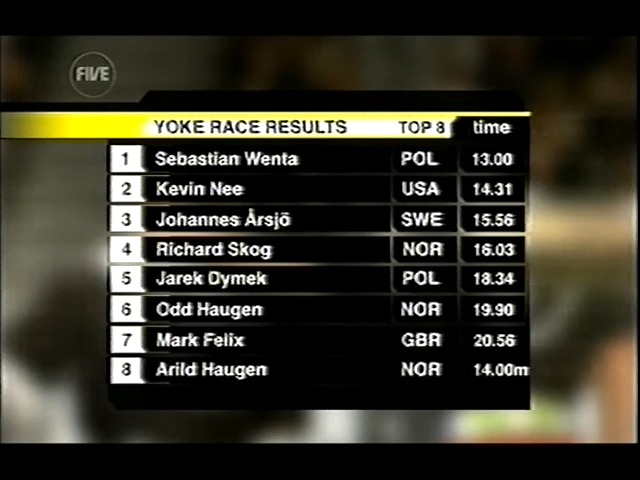 FIVE
YOKE RACE RESULTS TOP 8 time
1 Sebastian Wenta POL 13.00
2 Kevin Nee USA 14.31
3 Johannes Årsjö SWE 15.56
4 Richard Skog NOR 16.03
5 Jarek Dymek POL 18.34
6 Odd Haugen NOR 19.90
7 Mark Felix GBR 20.56
8 Arild Haugen NOR 14.00m